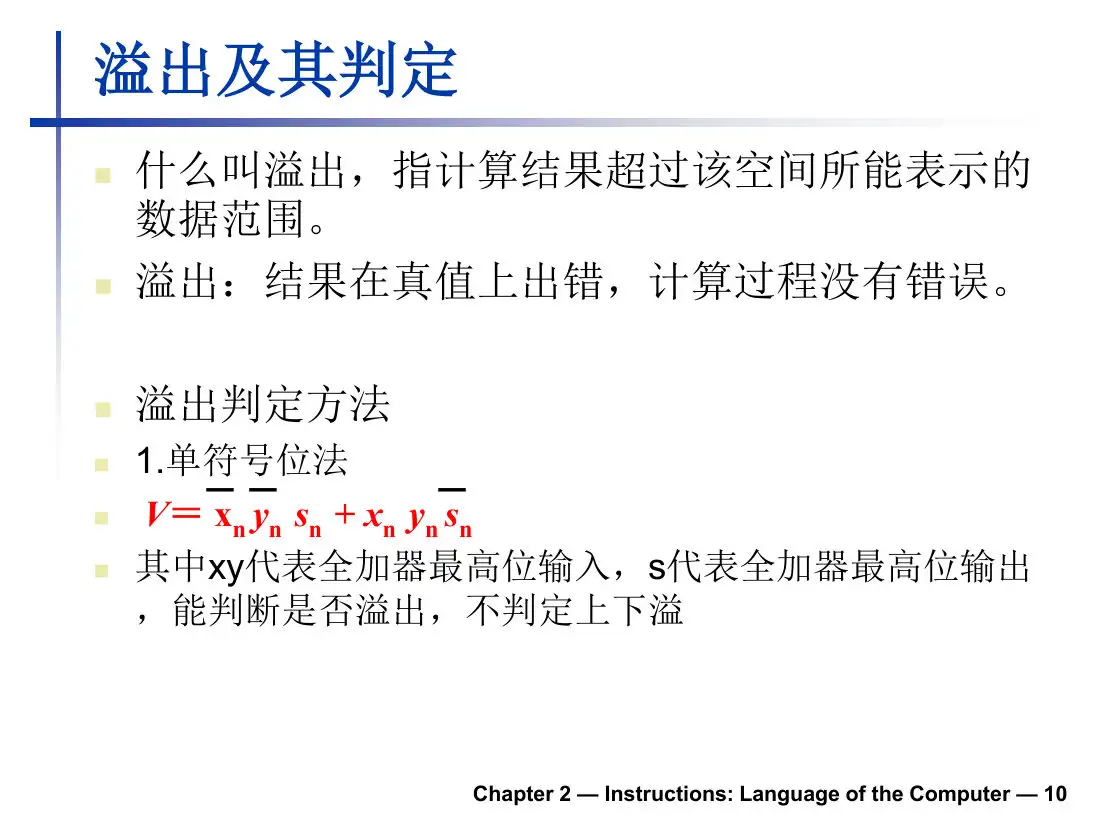 溢出及其判定
什么叫溢出，指计算结果超过该空间所能表示的
数据范围。
溢出：结果在真值上出错，计算过程没有错误。
溢出判定方法
1.单符号位法
V＝ x̅ₙ y̅ₙ sₙ + xₙ yₙ s̅ₙ
其中xy代表全加器最高位输入，s代表全加器最高位输出
，能判断是否溢出，不判定上下溢
Chapter 2 — Instructions: Language of the Computer — 10